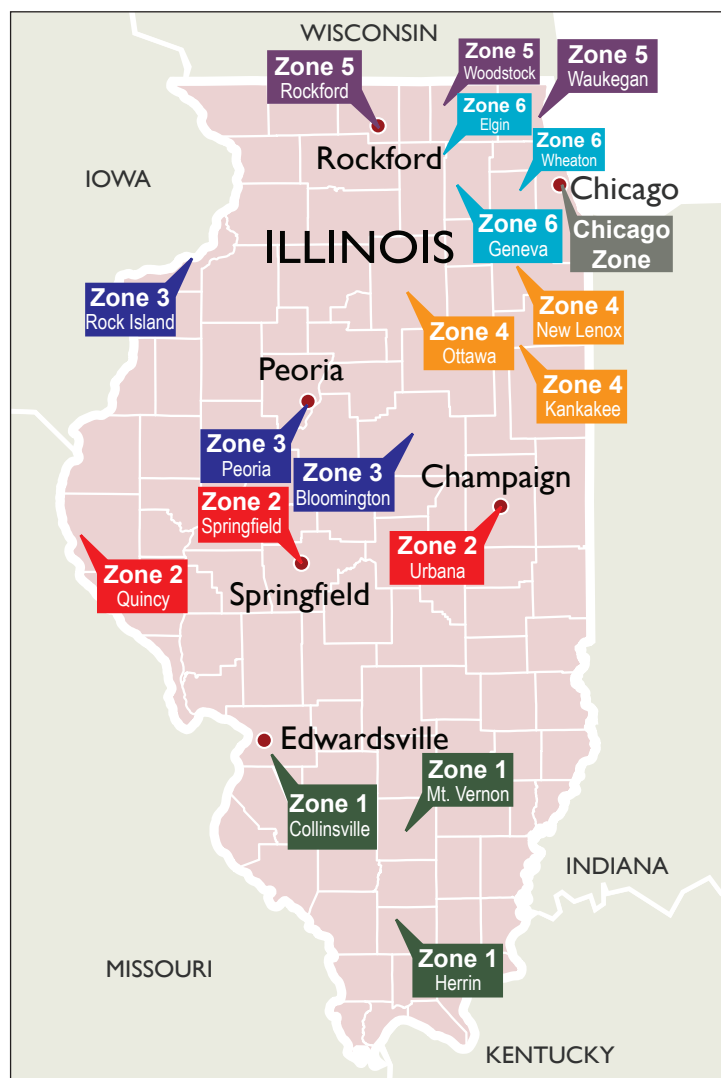 WISCONSIN
Zone 5
Rockford
Zone 5
Woodstock
Zone 5
Waukegan
Zone 6
Elgin
Rockford
Zone 6
Wheaton
IOWA
Chicago
Zone 6
Geneva
Chicago
Zone
ILLINOIS
Zone 3
Rock Island
Zone 4
New Lenox
Zone 4
Ottawa
Peoria
Zone 4
Kankakee
Zone 3
Peoria
Zone 3
Bloomington
Champaign
Zone 2
Springfield
Zone 2
Urbana
Zone 2
Quincy
Springfield
Edwardsville
Zone 1
Mt. Vernon
Zone 1
Collinsville
INDIANA
Zone 1
Herrin
MISSOURI
KENTUCKY